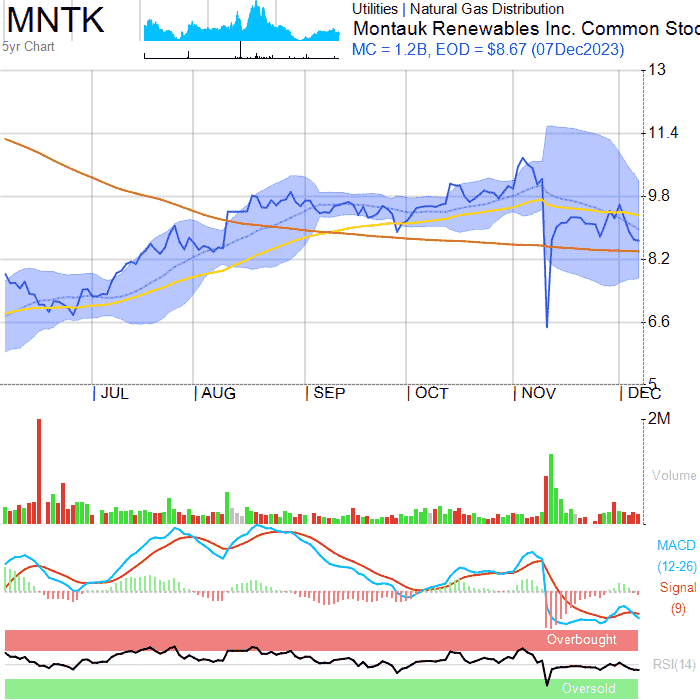 MNTK
5yr Chart
Utilities | Natural Gas Distribution
Montauk Renewables Inc. Common Stoc
MC = 1.2B, EOD = $8.67 (07Dec2023)
13
11.4
9.8
8.2
6.6
5
JUL
AUG
SEP
OCT
NOV
DEC
2M
Volume
MACD
(12-26)
Signal
(9)
Overbought
RSI(14)
Oversold